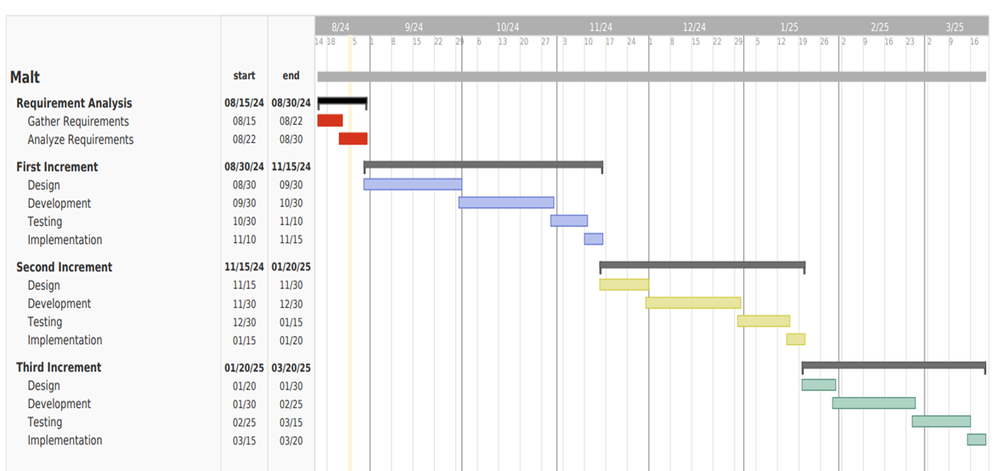 8/24 9/24 10/24 11/24 12/24 1/25 2/25 3/25
14 18 5 1 8 15 22 29 6 13 20 27 3 10 17 24 1 8 15 22 29 5 12 19 26 2 9 16 23 2 9 16
Malt start end
Requirement Analysis 08/15/24 08/30/24
Gather Requirements 08/15 08/22
Analyze Requirements 08/22 08/30
First Increment 08/30/24 11/15/24
Design 08/30 09/30
Development 09/30 10/30
Testing 10/30 11/10
Implementation 11/10 11/15
Second Increment 11/15/24 01/20/25
Design 11/15 11/30
Development 11/30 12/30
Testing 12/30 01/15
Implementation 01/15 01/20
Third Increment 01/20/25 03/20/25
Design 01/20 01/30
Development 01/30 02/25
Testing 02/25 03/15
Implementation 03/15 03/20